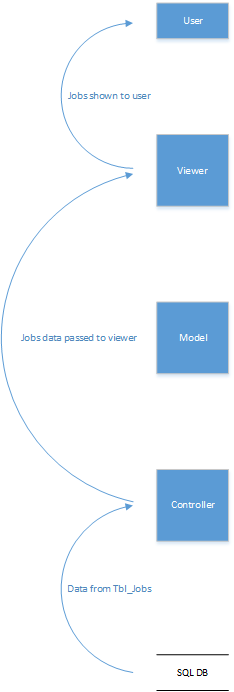 User
Jobs shown to user
Viewer
Jobs data passed to viewer
Model
Controller
Data from Tbl_Jobs
SQL DB